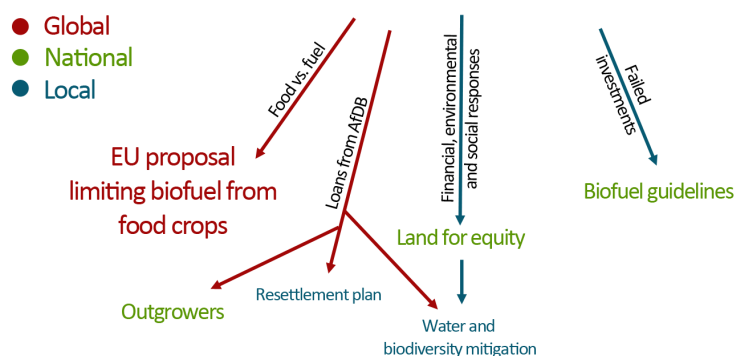 Global
National
Local
Food vs. fuel
Loans from AfDB
Financial, environmental
and social responses
Failed
investments
EU proposal
limiting biofuel from
food crops
Biofuel guidelines
Land for equity
Outgrowers
Resettlement plan
Water and
biodiversity mitigation